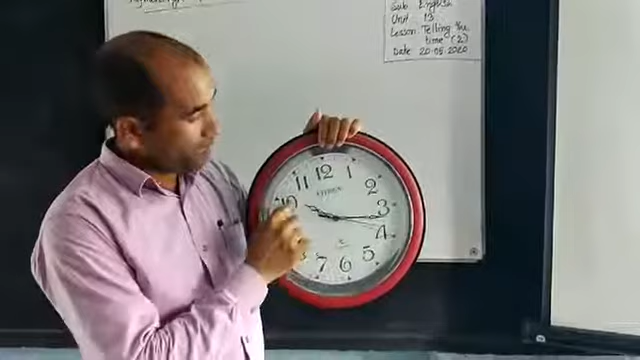 Sub English
Unit 13
Lesson Telling the
time (2)
Date 20-05-2020
12
1
2
3
4
5
6
7
10
11
CITIZEN